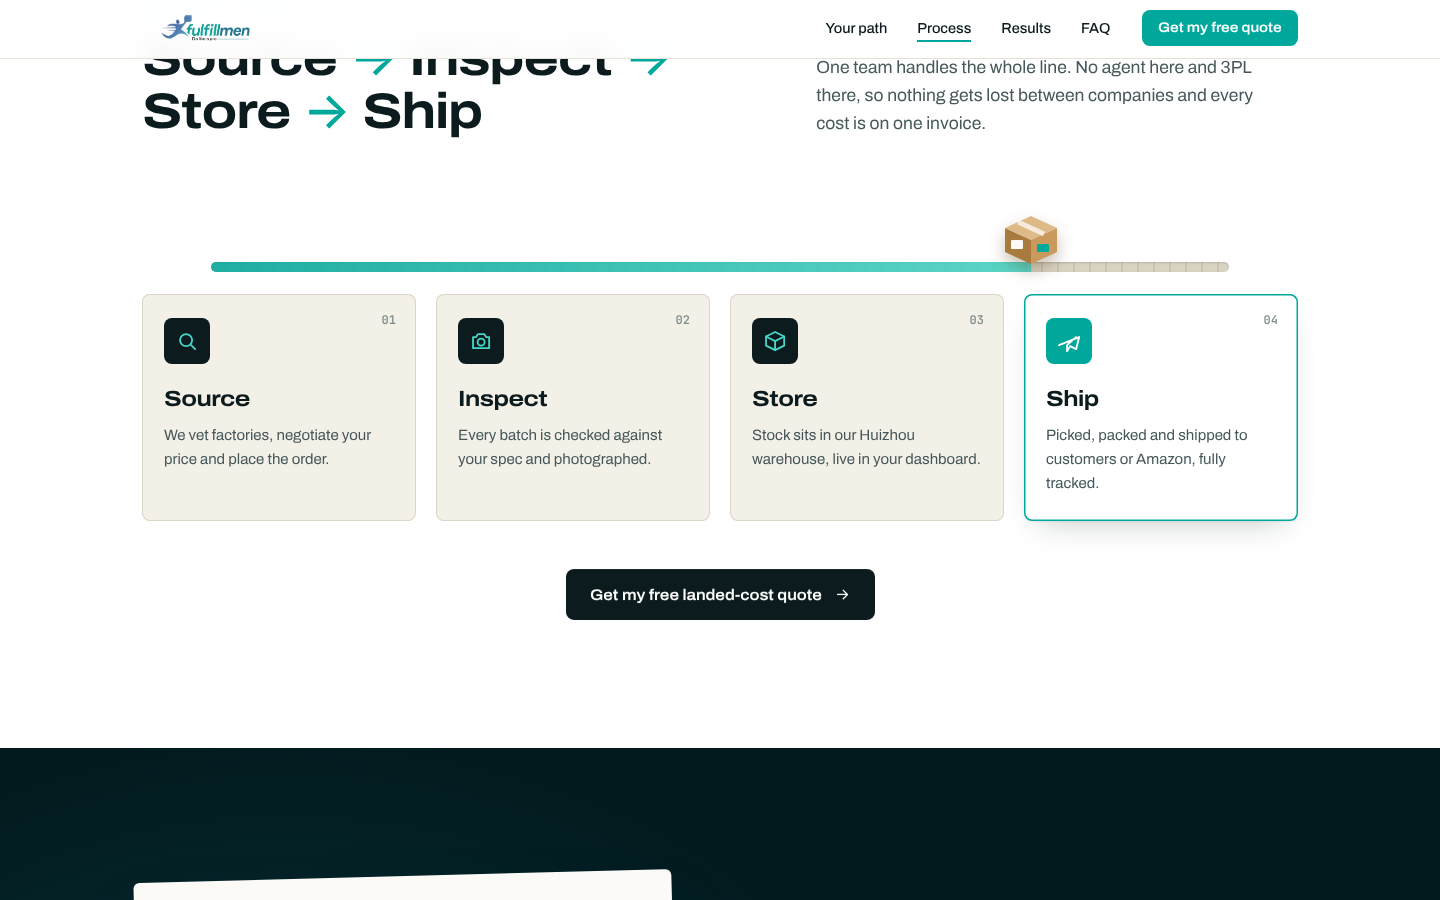 fulfillmen
Your path
Process
Results
FAQ
Get my free quote
Source → Inspect →
Store → Ship
One team handles the whole line. No agent here and 3PL
there, so nothing gets lost between companies and every
cost is on one invoice.
01
Source
We vet factories, negotiate your
price and place the order.
02
Inspect
Every batch is checked against
your spec and photographed.
03
Store
Stock sits in our Huizhou
warehouse, live in your dashboard.
04
Ship
Picked, packed and shipped to
customers or Amazon, fully
tracked.
Get my free landed-cost quote →